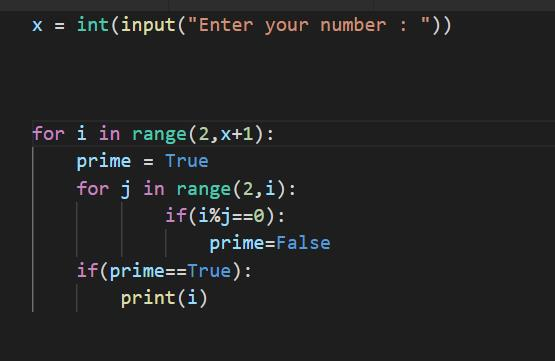 x = int(input("Enter your number : "))
for i in range(2,x+1):
    prime = True
    for j in range(2,i):
            if(i%j==0):
                prime=False
    if(prime==True):
        print(i)